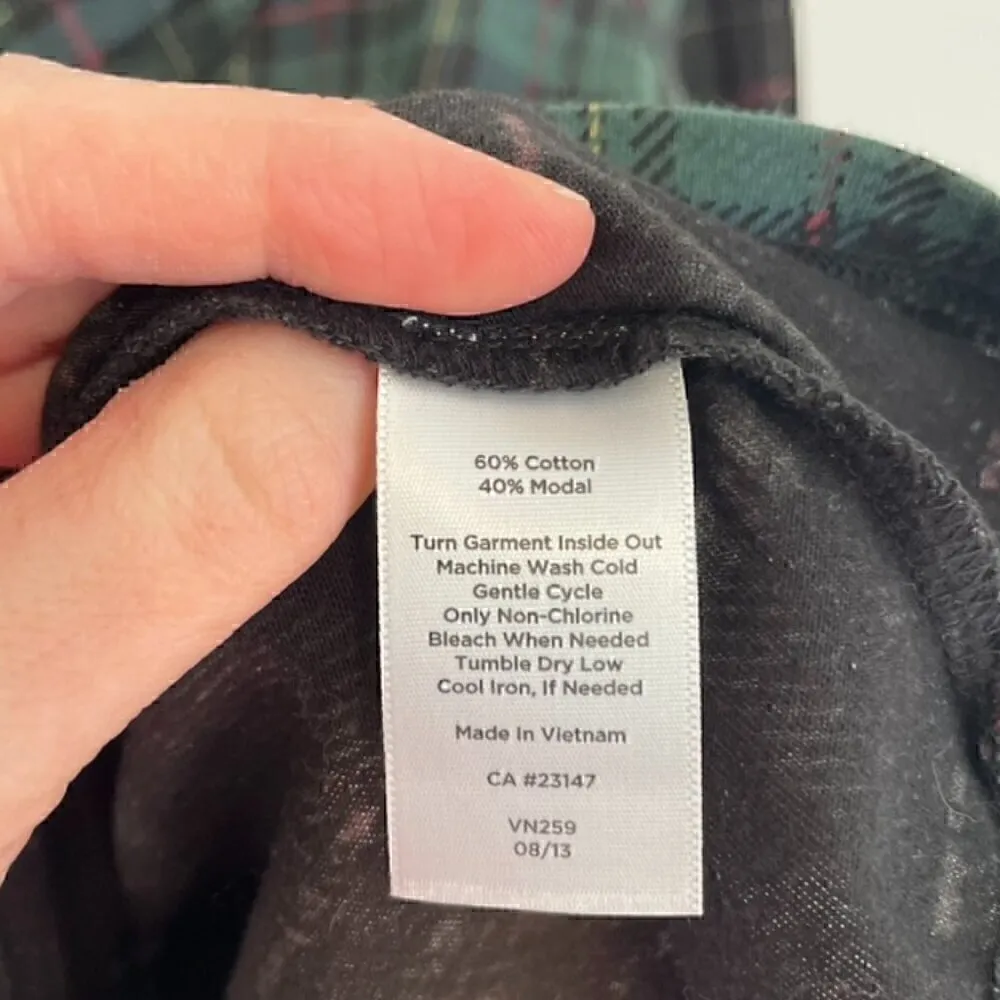 60% Cotton
40% Modal
Turn Garment Inside Out
Machine Wash Cold
Gentle Cycle
Only Non-Chlorine
Bleach When Needed
Tumble Dry Low
Cool Iron, If Needed
Made In Vietnam
CA #23147
VN259
08/13